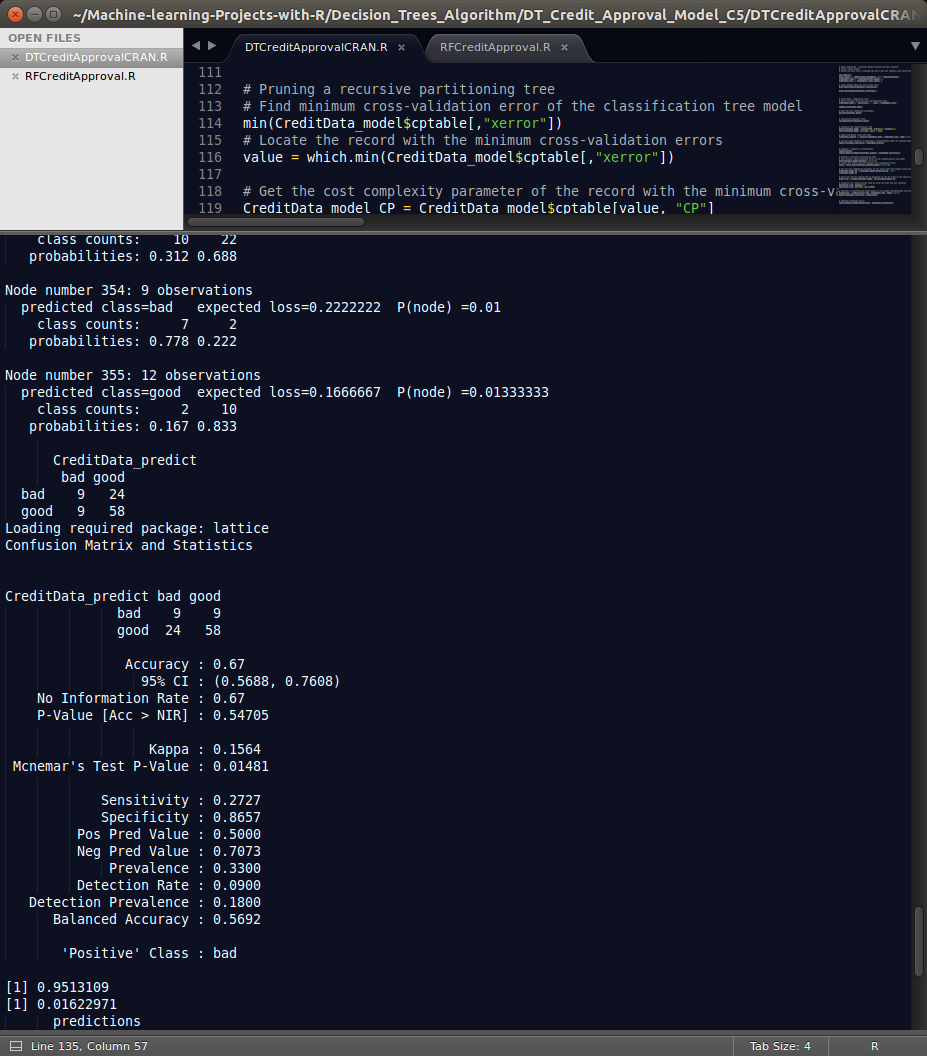 ~/Machine-learning-Projects-with-R/Decision_Trees_Algorithm/DT_Credit_Approval_Model_C5/DTCreditApprovalCRAN
OPEN FILES
DTCreditApprovalCRAN.R
RFCreditApproval.R
DTCreditApprovalCRAN.R
RFCreditApproval.R
111
112 # Pruning a recursive partitioning tree
113 # Find minimum cross-validation error of the classification tree model
114 min(CreditData_model$cptable[,"xerror"])
115 # Locate the record with the minimum cross-validation errors
116 value = which.min(CreditData_model$cptable[,"xerror"])
117
118 # Get the cost complexity parameter of the record with the minimum cross-v
119 CreditData_model_CP = CreditData_model$cptable[value, "CP"]
class counts: 10 22
probabilities: 0.312 0.688
Node number 354: 9 observations
predicted class=bad expected loss=0.2222222 P(node) =0.01
class counts: 7 2
probabilities: 0.778 0.222
Node number 355: 12 observations
predicted class=good expected loss=0.1666667 P(node) =0.01333333
class counts: 2 10
probabilities: 0.167 0.833
CreditData_predict
bad good
bad 9 24
good 9 58
Loading required package: lattice
Confusion Matrix and Statistics
CreditData_predict bad good
bad 9 9
good 24 58
Accuracy : 0.67
95% CI : (0.5688, 0.7608)
No Information Rate : 0.67
P-Value [Acc > NIR] : 0.54705
Kappa : 0.1564
Mcnemar's Test P-Value : 0.01481
Sensitivity : 0.2727
Specificity : 0.8657
Pos Pred Value : 0.5000
Neg Pred Value : 0.7073
Prevalence : 0.3300
Detection Rate : 0.0900
Detection Prevalence : 0.1800
Balanced Accuracy : 0.5692
'Positive' Class : bad
[1] 0.9513109
[1] 0.01622971
predictions
Line 135, Column 57
Tab Size: 4
R